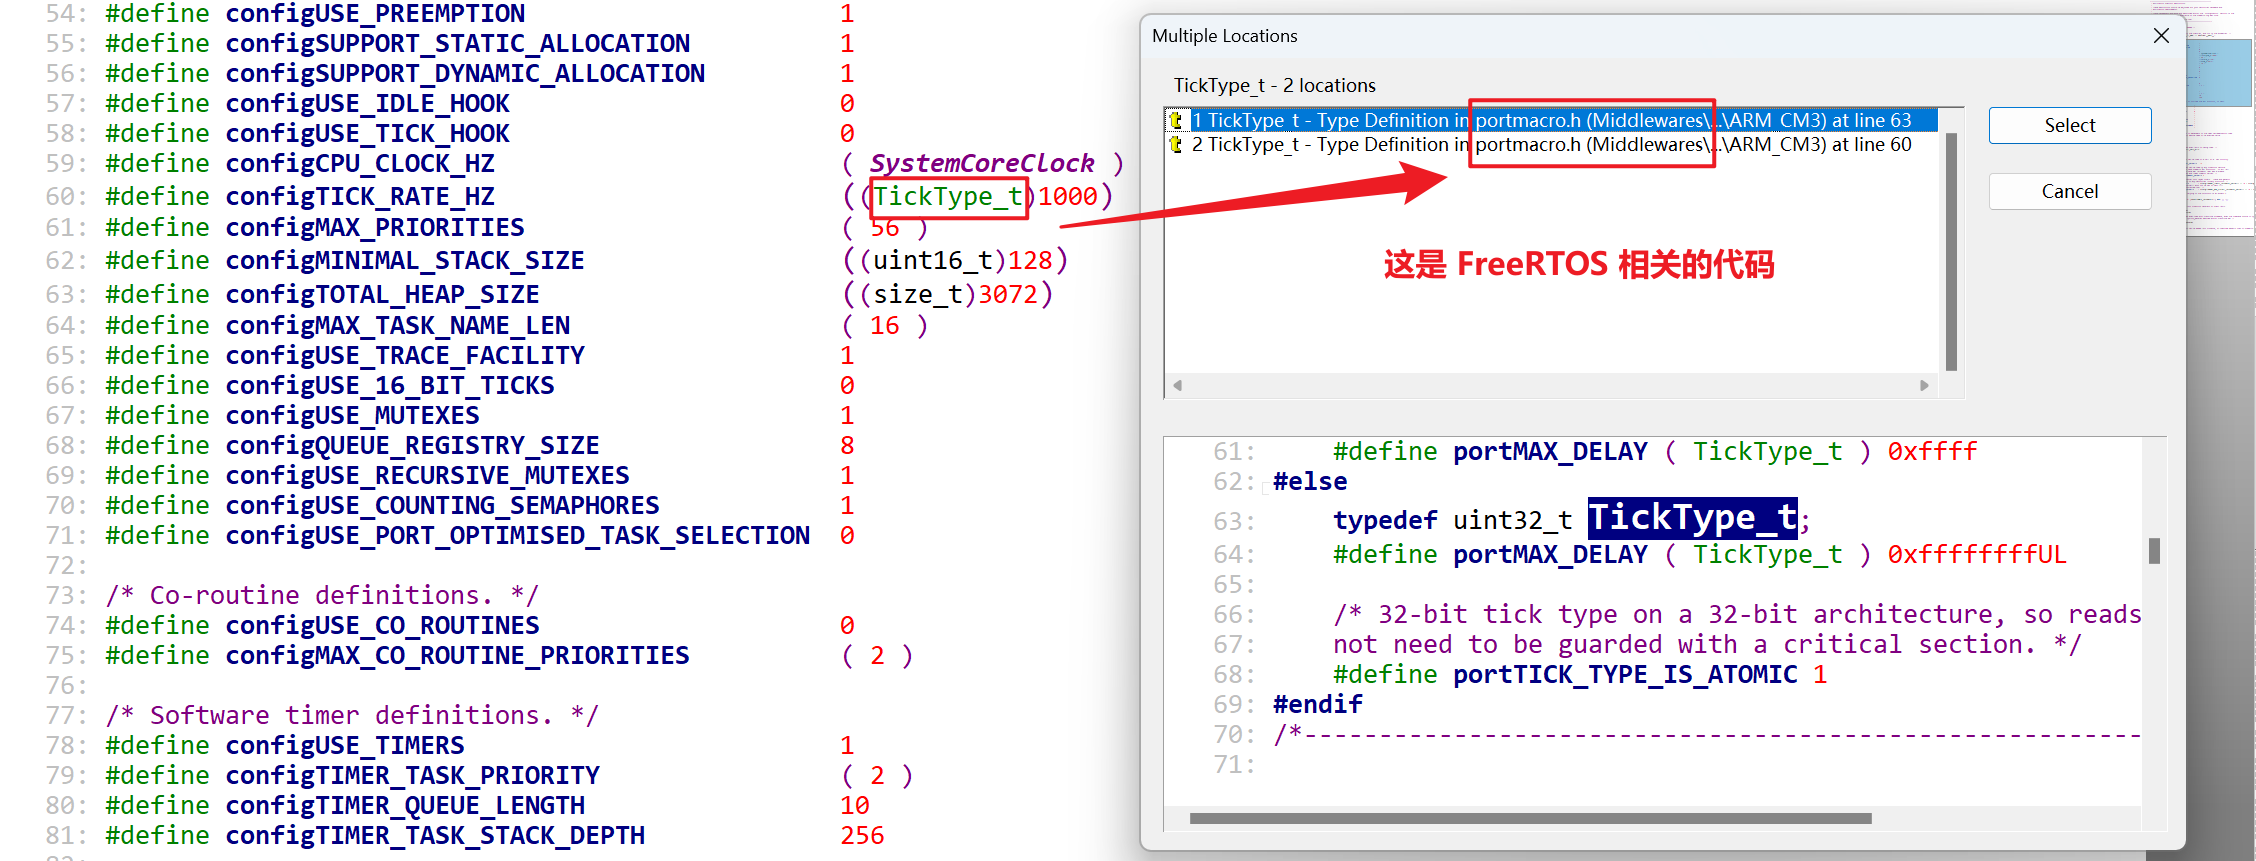 54: #define configUSE_PREEMPTION 1
55: #define configSUPPORT_STATIC_ALLOCATION 1
56: #define configSUPPORT_DYNAMIC_ALLOCATION 1
57: #define configUSE_IDLE_HOOK 0
58: #define configUSE_TICK_HOOK 0
59: #define configCPU_CLOCK_HZ ( SystemCoreClock )
60: #define configTICK_RATE_HZ ((TickType_t)1000)
61: #define configMAX_PRIORITIES ( 56 )
62: #define configMINIMAL_STACK_SIZE ((uint16_t)128)
63: #define configTOTAL_HEAP_SIZE ((size_t)3072)
64: #define configMAX_TASK_NAME_LEN ( 16 )
65: #define configUSE_TRACE_FACILITY 1
66: #define configUSE_16_BIT_TICKS 0
67: #define configUSE_MUTEXES 1
68: #define configQUEUE_REGISTRY_SIZE 8
69: #define configUSE_RECURSIVE_MUTEXES 1
70: #define configUSE_COUNTING_SEMAPHORES 1
71: #define configUSE_PORT_OPTIMISED_TASK_SELECTION 0
72:
73: /* Co-routine definitions. */
74: #define configUSE_CO_ROUTINES 0
75: #define configMAX_CO_ROUTINE_PRIORITIES ( 2 )
76:
77: /* Software timer definitions. */
78: #define configUSE_TIMERS 1
79: #define configTIMER_TASK_PRIORITY ( 2 )
80: #define configTIMER_QUEUE_LENGTH 10
81: #define configTIMER_TASK_STACK_DEPTH 256
Multiple Locations
TickType_t - 2 locations
1 TickType_t - Type Definition in portmacro.h (Middlewares\...\ARM_CM3) at line 63
2 TickType_t - Type Definition in portmacro.h (Middlewares\...\ARM_CM3) at line 60
Select
Cancel
这是 FreeRTOS 相关的代码
61: #define portMAX_DELAY ( TickType_t ) 0xffff
62: #else
63: typedef uint32_t TickType_t;
64: #define portMAX_DELAY ( TickType_t ) 0xffffffffUL
65:
66: /* 32-bit tick type on a 32-bit architecture, so reads
67: not need to be guarded with a critical section. */
68: #define portTICK_TYPE_IS_ATOMIC 1
69: #endif
70: /*--------------------------------------------------------
71: